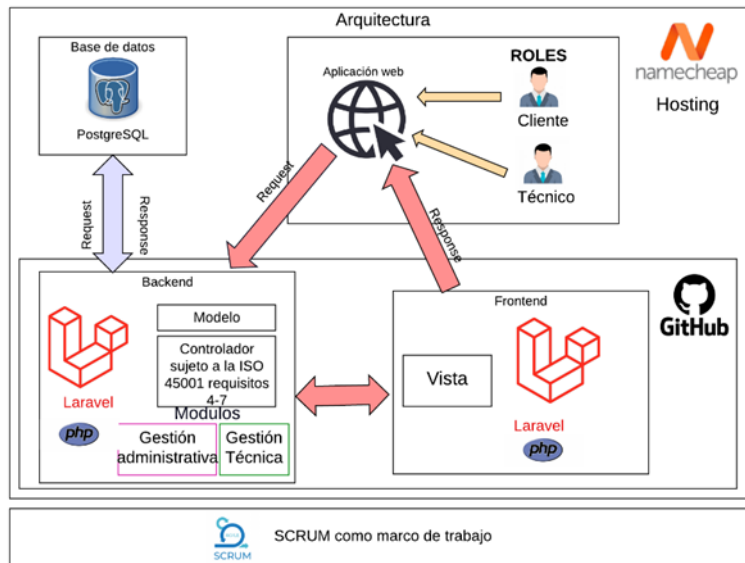 Arquitectura
Base de datos
PostgreSQL
Aplicación web
ROLES
Cliente
Técnico
namecheap
Hosting
Request
Response
Request
Response
Backend
Laravel
php
Modelo
Controlador
sujeto a la ISO
45001 requisitos
4-7
Modulos
Gestión
administrativa
Gestión
Técnica
Frontend
Vista
Laravel
php
GitHub
SCRUM
SCRUM como marco de trabajo